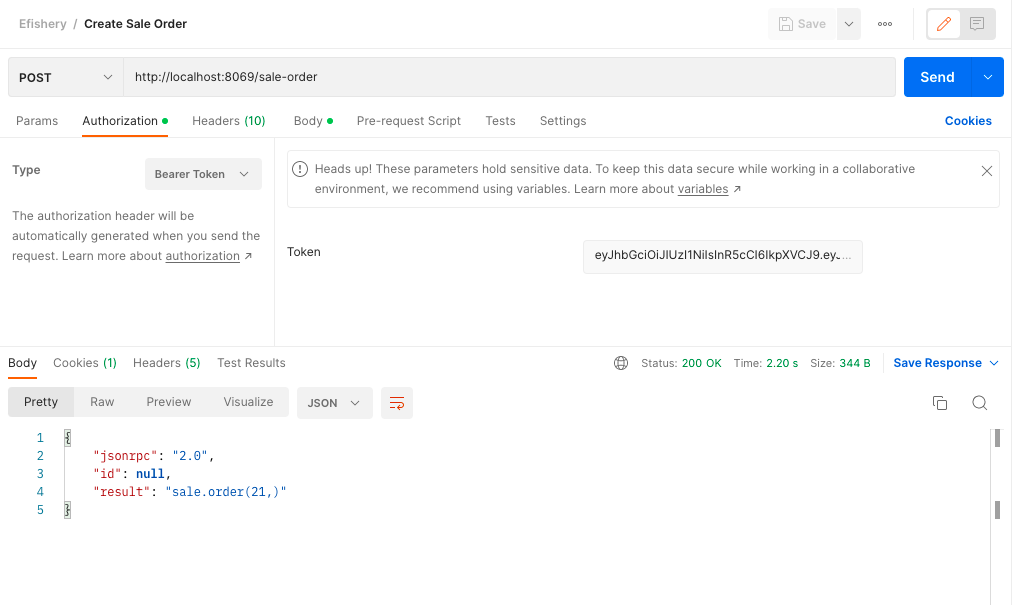 Efishery / Create Sale Order
Save
POST
http://localhost:8069/sale-order
Send
Params
Authorization
Headers (10)
Body
Pre-request Script
Tests
Settings
Cookies
Type
Bearer Token
The authorization header will be
automatically generated when you send the
request. Learn more about authorization ↗
Heads up! These parameters hold sensitive data. To keep this data secure while working in a collaborative
environment, we recommend using variables. Learn more about variables ↗
Token
eyJhbGciOiJIUzI1NiIsInR5cCI6IkpXVCJ9.ey...
Body
Cookies (1)
Headers (5)
Test Results
Status: 200 OK
Time: 2.20 s
Size: 344 B
Save Response
Pretty
Raw
Preview
Visualize
JSON
1 {
2 "jsonrpc": "2.0",
3 "id": null,
4 "result": "sale.order(21,)"
5 }